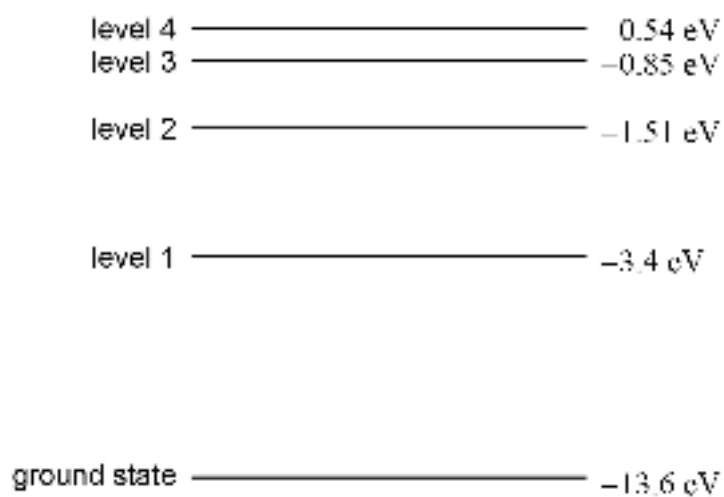 level 4 0.54 eV
level 3 −0.85 eV
level 2 −1.51 eV
level 1 −3.4 eV
ground state −13.6 eV